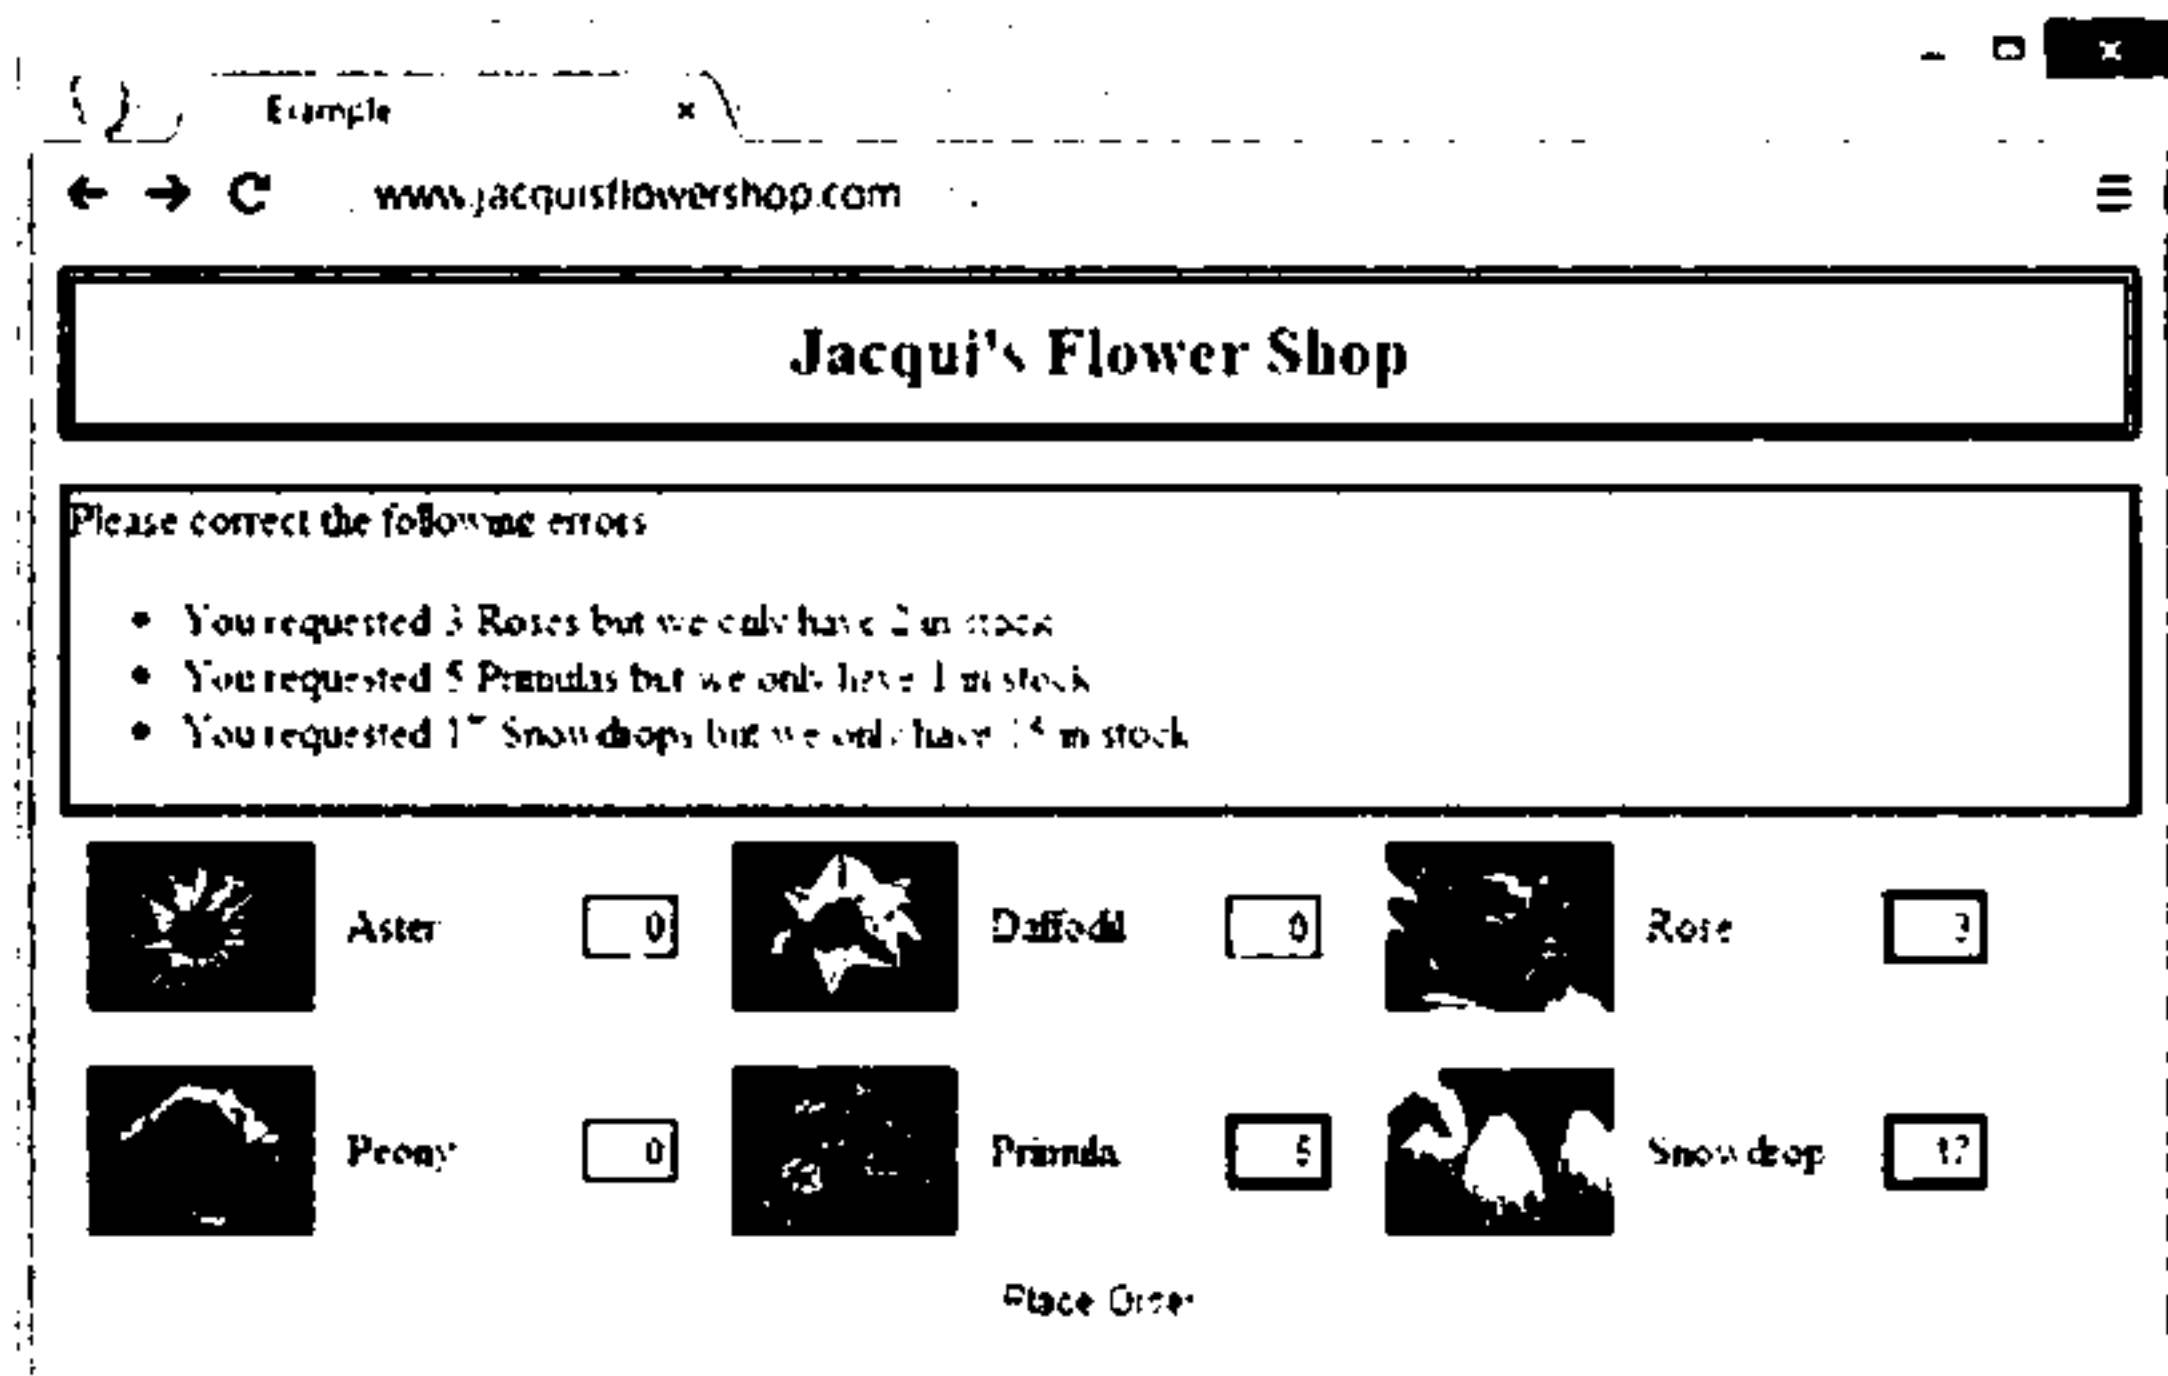 Example
www.jacquisflowershop.com
Jacqui's Flower Shop
Please correct the following errors
• You requested 3 Roses but we only have 2 in stock
• You requested 5 Primulas but we only have 1 in stock
• You requested 17 Snowdrops but we only have in stock
Aster 0 Daffodil 0 Rose 3
Peony 0 Primula 5 Snowdrop 17
Place Order